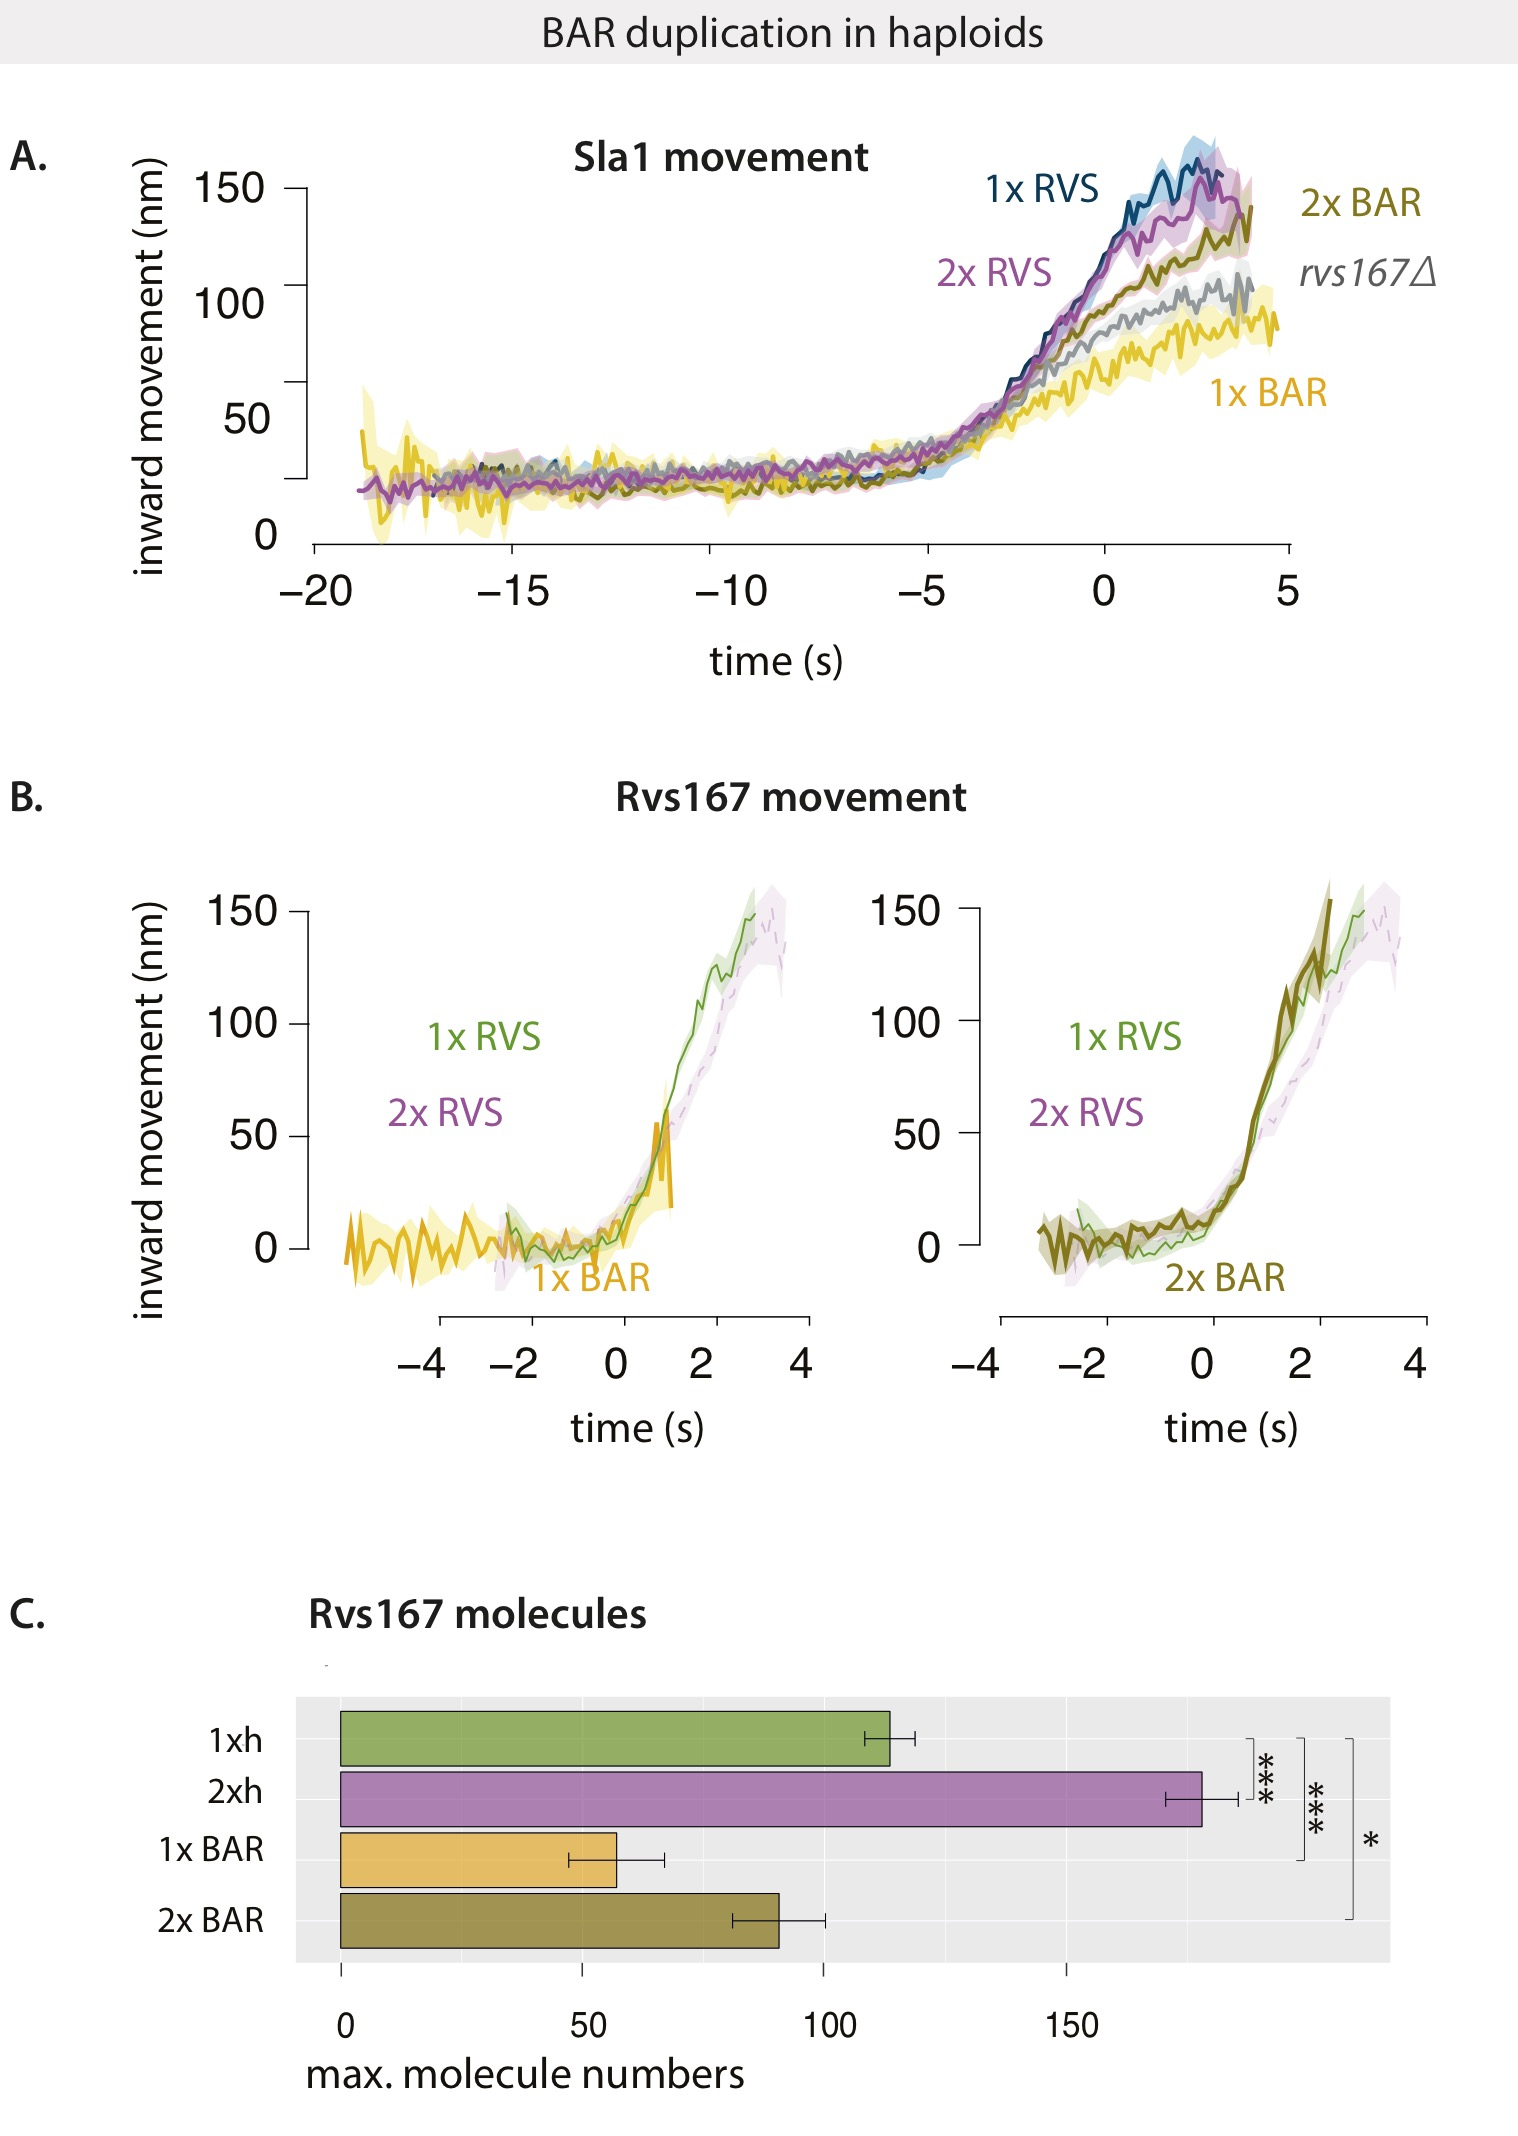 BAR duplication in haploids
A.
Sla1 movement
inward movement (nm)
150
100
50
0
1x RVS
2x RVS
2x BAR
rvs167Δ
1x BAR
−20 −15 −10 −5 0 5
time (s)
B.
Rvs167 movement
inward movement (nm)
150
100
50
0
1x RVS
2x RVS
1x BAR
−4 −2 0 2 4
time (s)
150
100
50
0
1x RVS
2x RVS
2x BAR
−4 −2 0 2 4
time (s)
C.
Rvs167 molecules
1xh
2xh
1x BAR
2x BAR
***
***
*
0 50 100 150
max. molecule numbers